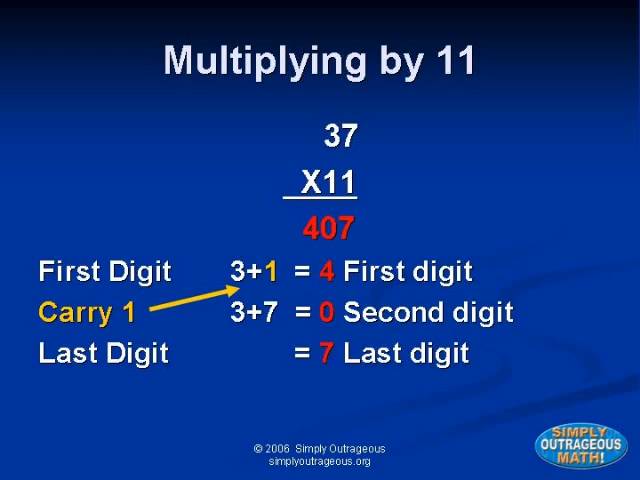 Multiplying by 11
37
X11
407
First Digit 3+1 = 4 First digit
Carry 1 3+7 = 0 Second digit
Last Digit = 7 Last digit
© 2006 Simply Outrageous
simplyoutrageous.org
SIMPLY
OUTRAGEOUS
MATH!